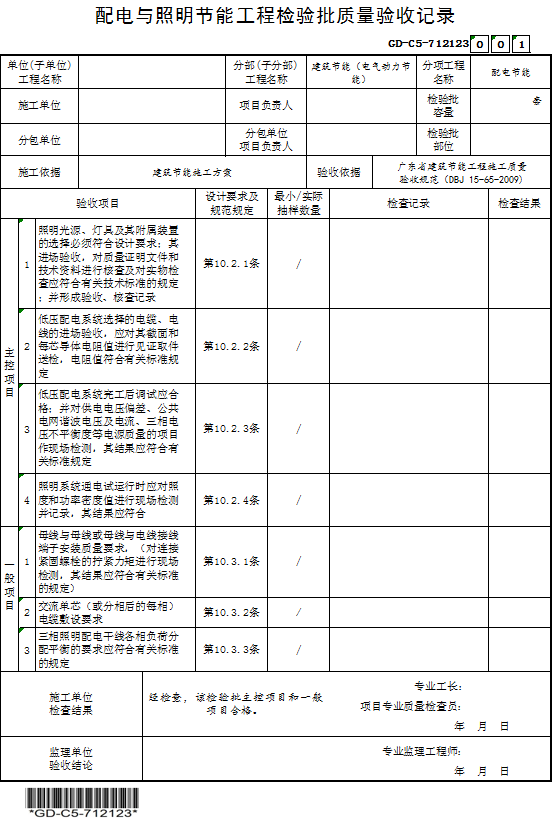 配电与照明节能工程检验批质量验收记录
GD-C5-712123 0 0 1
单位(子单位)
工程名称
分部(子分部)
工程名称
建筑节能（电气动力节
能）
分项工程
名称
配电节能
施工单位
项目负责人
检验批
容量
条
分包单位
分包单位
项目负责人
检验批
部位
施工依据
建筑节能施工方案
验收依据
广东省建筑节能工程施工质量
验收规范（DBJ 15-65-2009）
验收项目
设计要求及
规范规定
最小/实际
抽样数量
检查记录
检查结果
主控项目
1
照明光源、灯具及其附属装置
的选择必须符合设计要求；其
进场验收，对质量证明文件和
技术资料进行核查及对实物检
查应符合有关技术标准的规定
；并形成验收、核查记录
第10.2.1条
/
2
低压配电系统选择的电缆、电
线的进场验收，应对其截面和
每芯导体电阻值进行见证取样
送检，电阻值符合有关标准规
定
第10.2.2条
/
3
低压配电系统完工后调试应合
格；并对供电电压偏差、公共
电网谐波电压及电流、三相电
压不平衡度等电源质量的项目
作现场检测，其结果应符合有
关标准规定
第10.2.3条
/
4
照明系统通电试运行时应对照
度和功率密度值进行现场检测
并记录，其结果应符合
第10.2.4条
/
一般项目
1
母线与母线或母线与电线接线
端子安装质量要求，（对连接
紧固螺栓的拧紧力矩进行现场
检测，其结果应符合有关标准
的规定）
第10.3.1条
/
2
交流单芯（或分相后的每相）
电缆敷设要求
第10.3.2条
/
3
三相照明配电干线各相负荷分
配平衡的要求应符合有关标准
的规定
第10.3.3条
/
施工单位
检查结果
经检查，该检验批主控项目和一般
项目合格。
专业工长：
项目专业质量检查员：
年 月 日
监理单位
验收结论
专业监理工程师：
年 月 日
*GD-C5-712123*